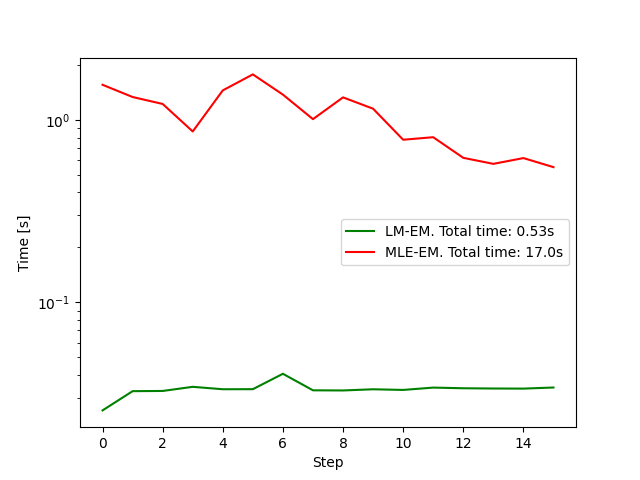 10⁰
10⁻¹
Time [s]
LM-EM. Total time: 0.53s
MLE-EM. Total time: 17.0s
0 2 4 6 8 10 12 14
Step